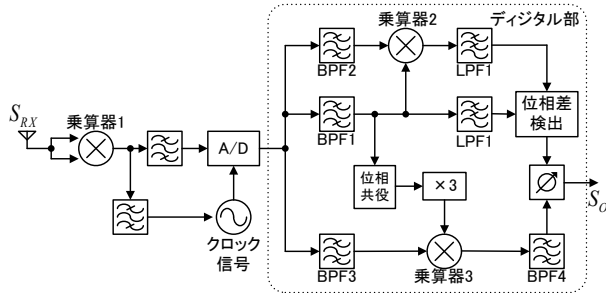 ディジタル部
乗算器2
BPF2
LPF1
S_{RX}
乗算器1
A/D
BPF1
LPF1
位相差
検出
位相
共役
×3
S_O
クロック
信号
BPF3
乗算器3
BPF4